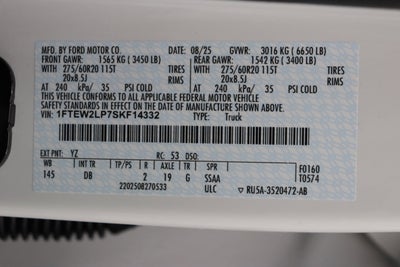 MFD. BY FORD MOTOR CO. DATE: 08/25 GVWR: 3016 KG ( 6650 LB)
FRONT GAWR: 1565 KG ( 3450 LB) REAR GAWR: 1542 KG ( 3400 LB)
WITH 275/60R20 115T TIRES WITH 275/60R20 115T TIRES
20x8.5J RIMS 20x8.5J RIMS
AT 240 kPa/ 35 PSI COLD AT 240 kPa/ 35 PSI COLD
THIS VEHICLE CONFORMS TO ALL APPLICABLE FEDERAL MOTOR VEHICLE
SAFETY STANDARDS IN EFFECT ON THE DATE OF MANUFACTURE SHOWN ABOVE.
VIN: 1FTEW2LP7SKF14332 TYPE: Truck
EXT PNT: YZ RC: 53 DSO:
WB INT TR TP/PS R AXLE TR SPR F0160
145 DB 2 19 G SSAA T0574
2202508270533 ULC RU5A-3520472-AB